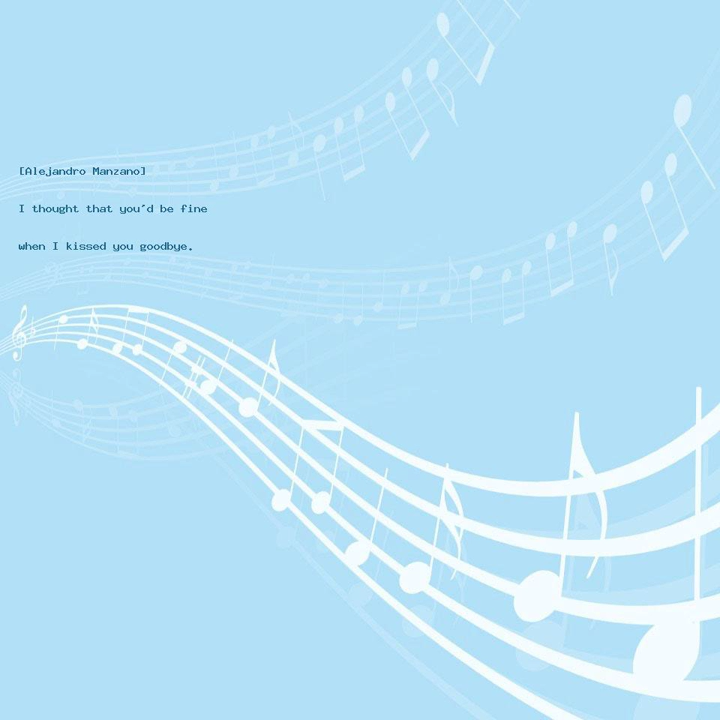 [Alejandro Manzano]
I thought that you'd be fine
when I kissed you goodbye.